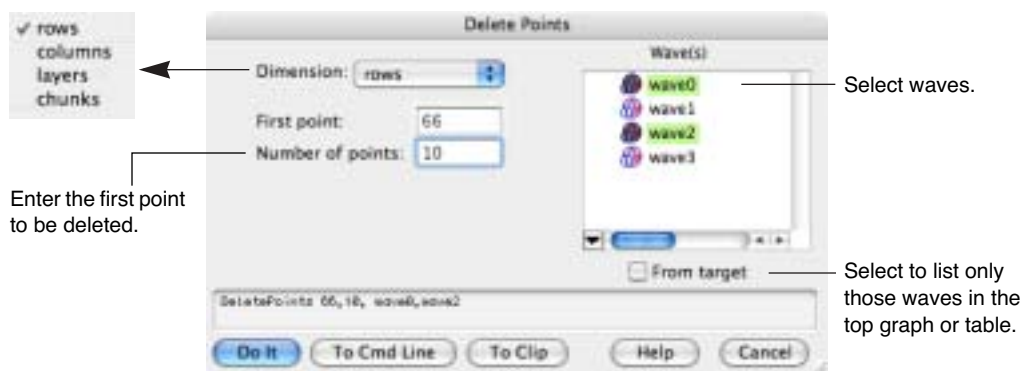 ✓ rows
columns
layers
chunks
Delete Points
Dimension: rows
First point: 66
Number of points: 10
Wave(s)
wave0
wave1
wave2
wave3
From target
DeletePoints 66,10, wave0,wave2
Do It
To Cmd Line
To Clip
Help
Cancel
Enter the first point
to be deleted.
Select waves.
Select to list only
those waves in the
top graph or table.